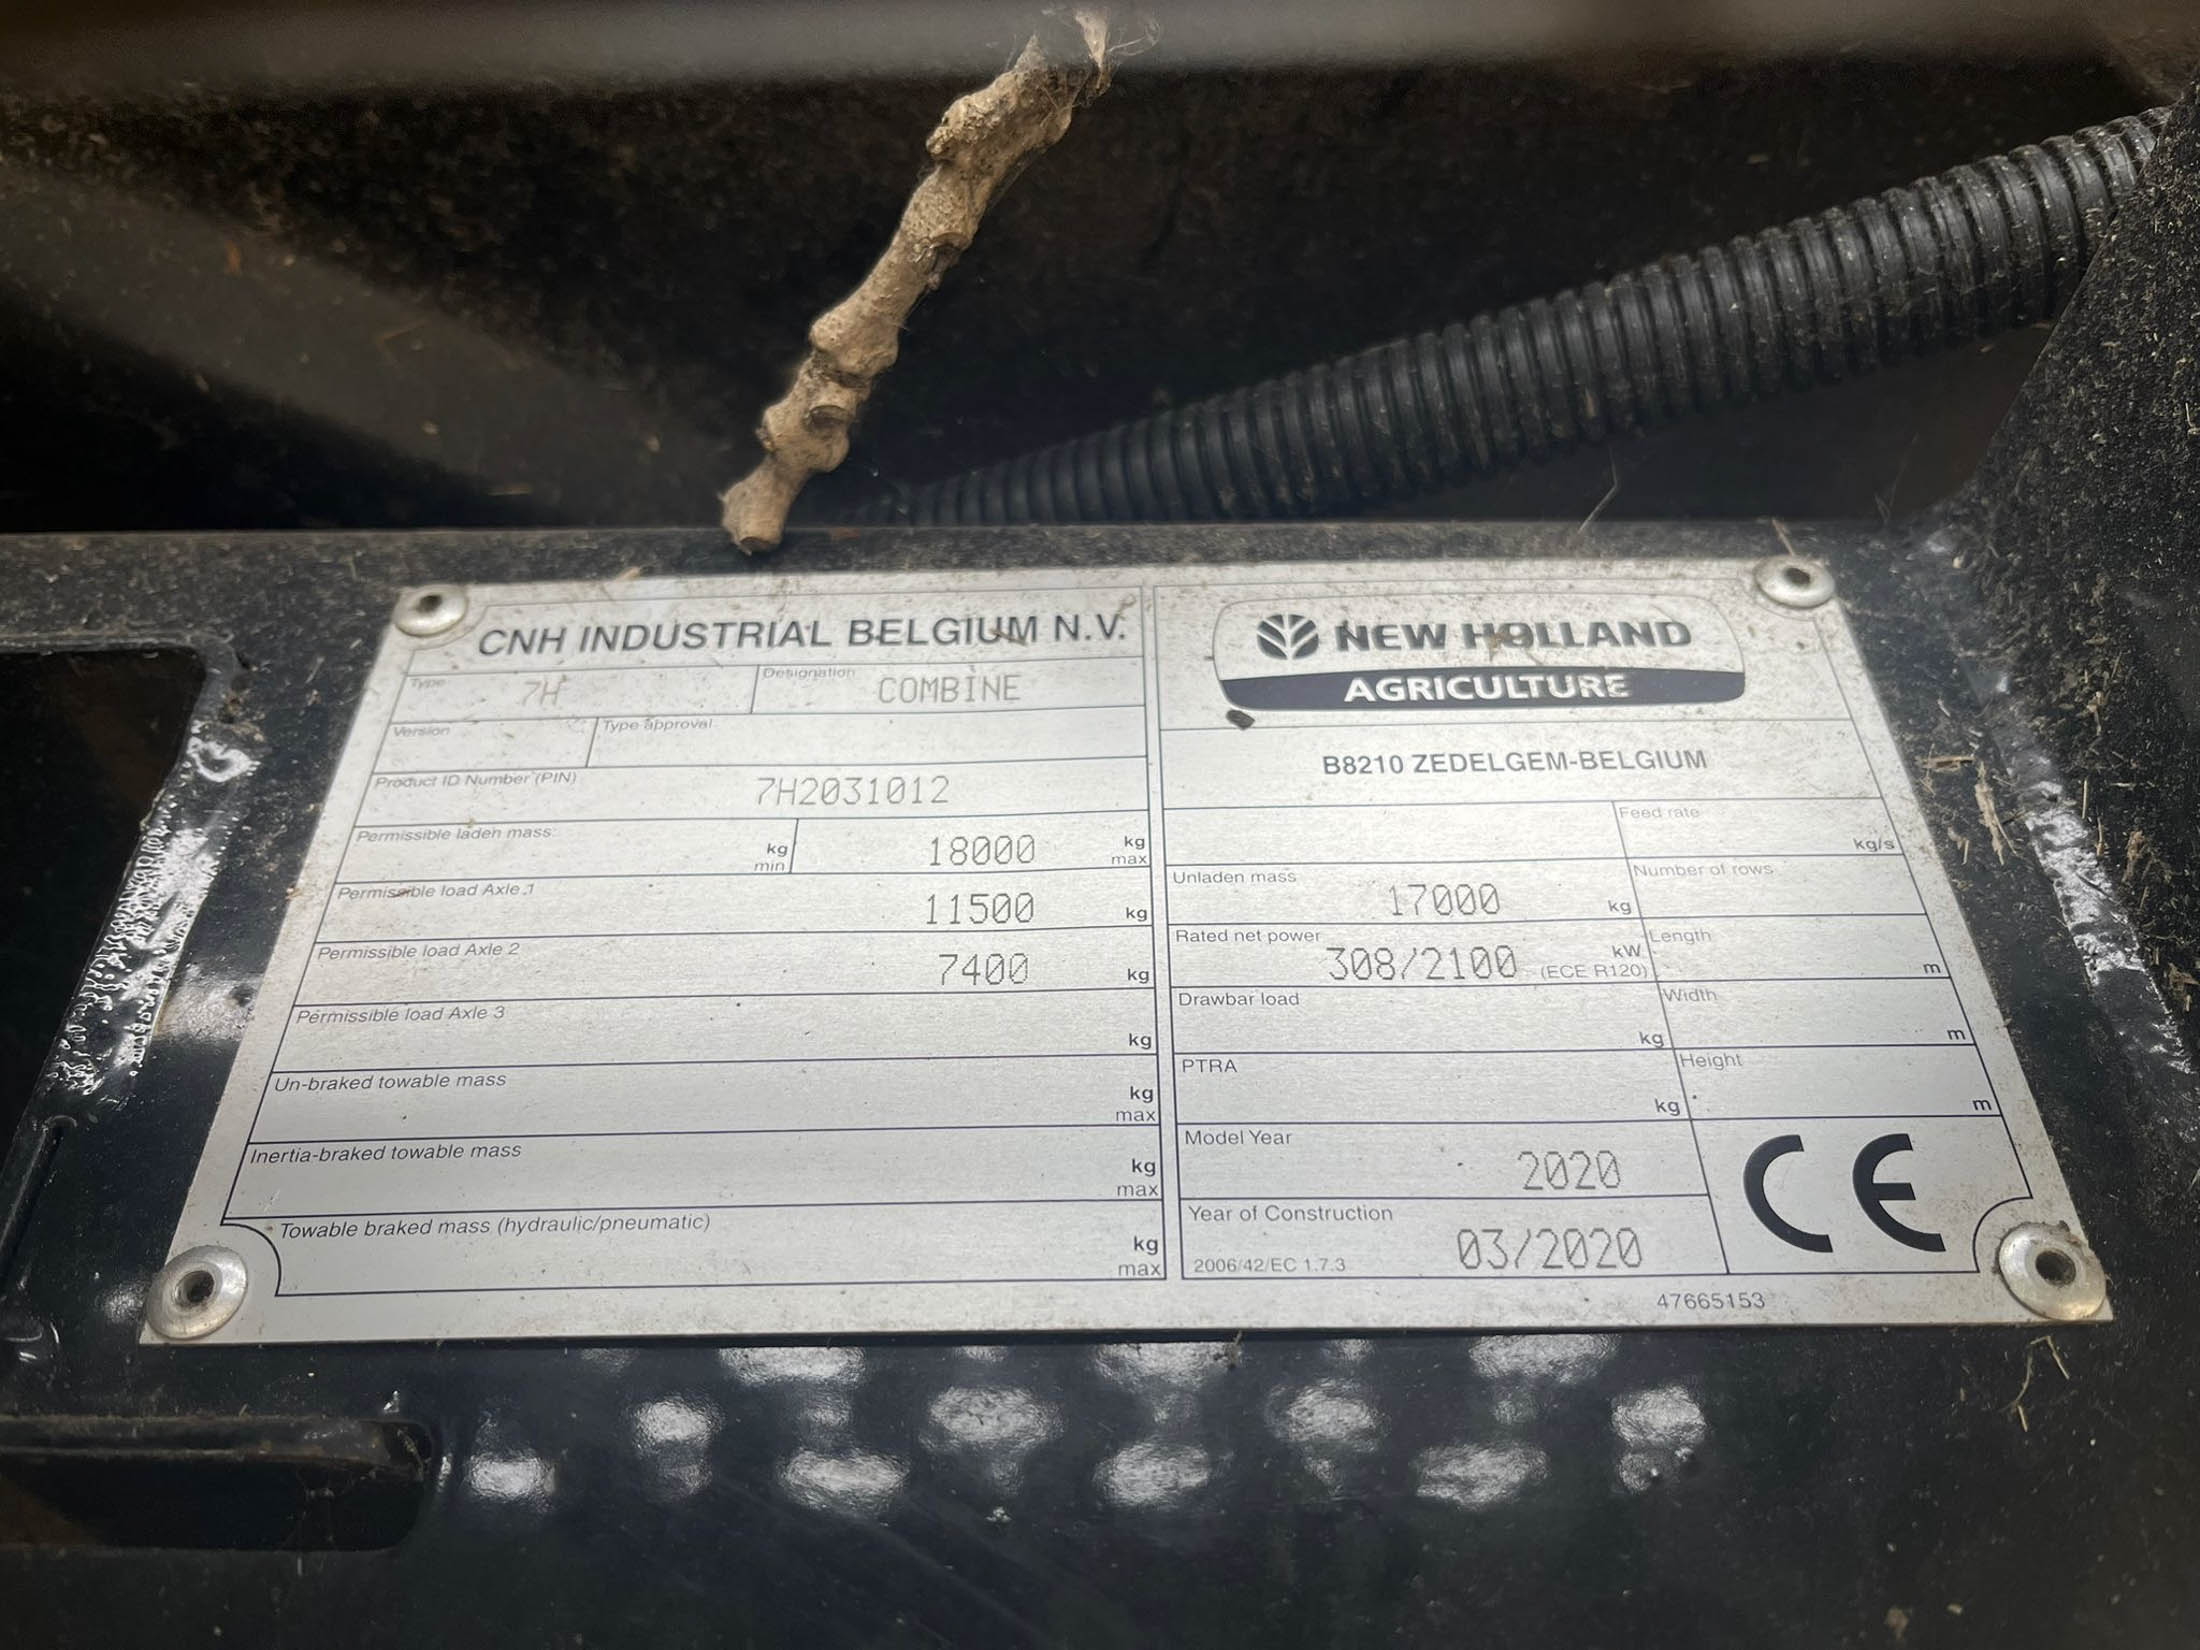 CNH INDUSTRIAL BELGIUM N.V.
Type 7H Designation COMBINE
Version Type approval
Product ID Number (PIN) 7H2031012
Permissible laden mass: kg min 18000 kg max
Permissible load Axle 1 11500 kg
Permissible load Axle 2 7400 kg
Permissible load Axle 3 kg
Un-braked towable mass kg max
Inertia-braked towable mass kg max
Towable braked mass (hydraulic/pneumatic) kg max
NEW HOLLAND
AGRICULTURE
B8210 ZEDELGEM-BELGIUM
Feed rate kg/s
Unladen mass 17000 kg Number of rows
Rated net power 308/2100 kW (ECE R120) Length m
Drawbar load kg Width m
PTRA kg Height m
Model Year 2020
Year of Construction
2006/42/EC 1.7.3 03/2020
CE
47665153